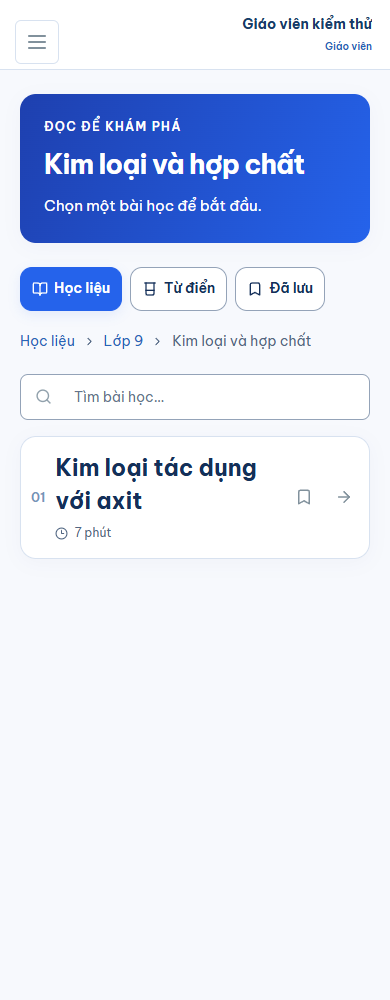 Giáo viên kiểm thử
Giáo viên
ĐỌC ĐỂ KHÁM PHÁ
Kim loại và hợp chất
Chọn một bài học để bắt đầu.
Học liệu
Từ điển
Đã lưu
Học liệu > Lớp 9 > Kim loại và hợp chất
Tìm bài học...
01
Kim loại tác dụng
với axit
7 phút